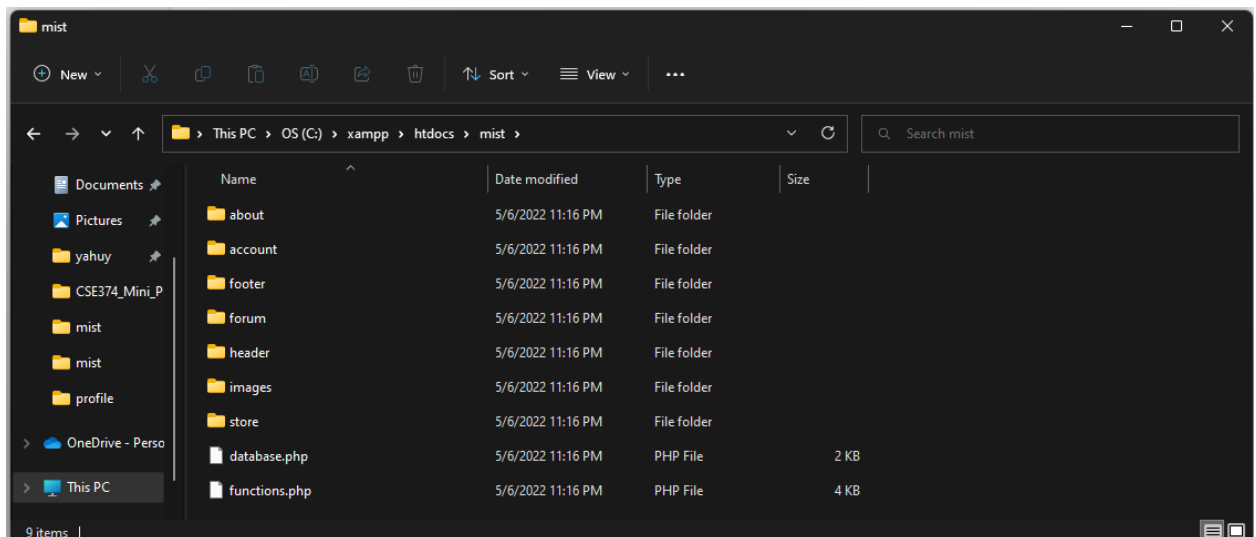 mist
New
Sort
View
This PC > OS (C:) > xampp > htdocs > mist >
Search mist
Documents
Pictures
yahuy
CSE374_Mini_P
mist
mist
profile
OneDrive - Perso
This PC
Name Date modified Type Size
about 5/6/2022 11:16 PM File folder
account 5/6/2022 11:16 PM File folder
footer 5/6/2022 11:16 PM File folder
forum 5/6/2022 11:16 PM File folder
header 5/6/2022 11:16 PM File folder
images 5/6/2022 11:16 PM File folder
store 5/6/2022 11:16 PM File folder
database.php 5/6/2022 11:16 PM PHP File 2 KB
functions.php 5/6/2022 11:16 PM PHP File 4 KB
9 items